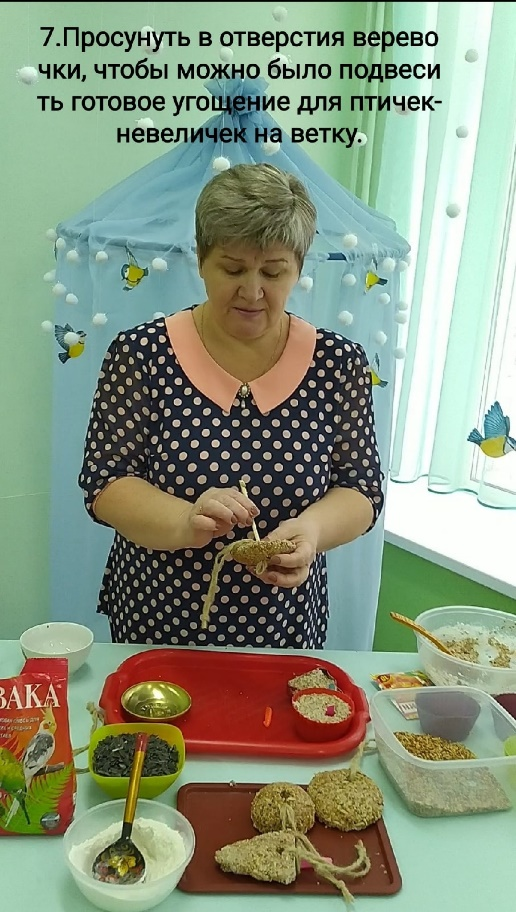 7.Просунуть в отверстия верево
чки, чтобы можно было подвеси
ть готовое угощение для птичек-
невеличек на ветку.
ВАКА